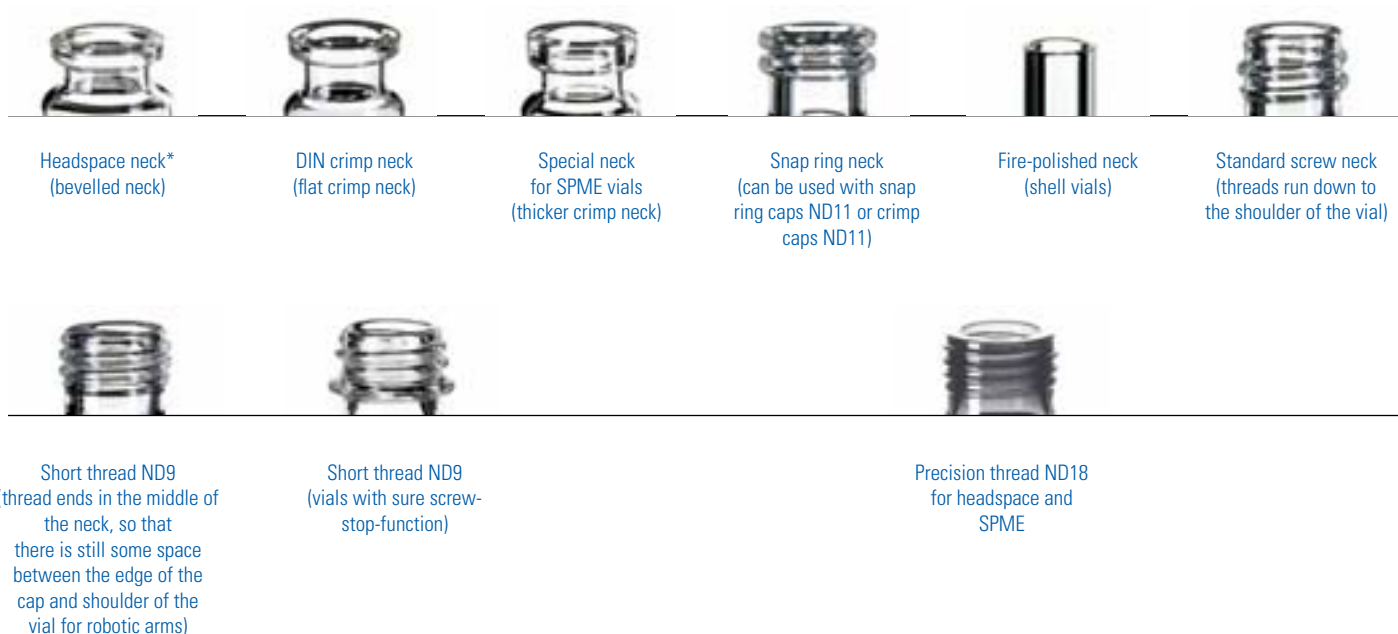 Headspace neck*
(bevelled neck)
DIN crimp neck
(flat crimp neck)
Special neck
for SPME vials
(thicker crimp neck)
Snap ring neck
(can be used with snap
ring caps ND11 or crimp
caps ND11)
Fire-polished neck
(shell vials)
Standard screw neck
(threads run down to
the shoulder of the vial)
Short thread ND9
(thread ends in the middle of
the neck, so that
there is still some space
between the edge of the
cap and shoulder of the
vial for robotic arms)
Short thread ND9
(vials with sure screw-
stop-function)
Precision thread ND18
for headspace and
SPME